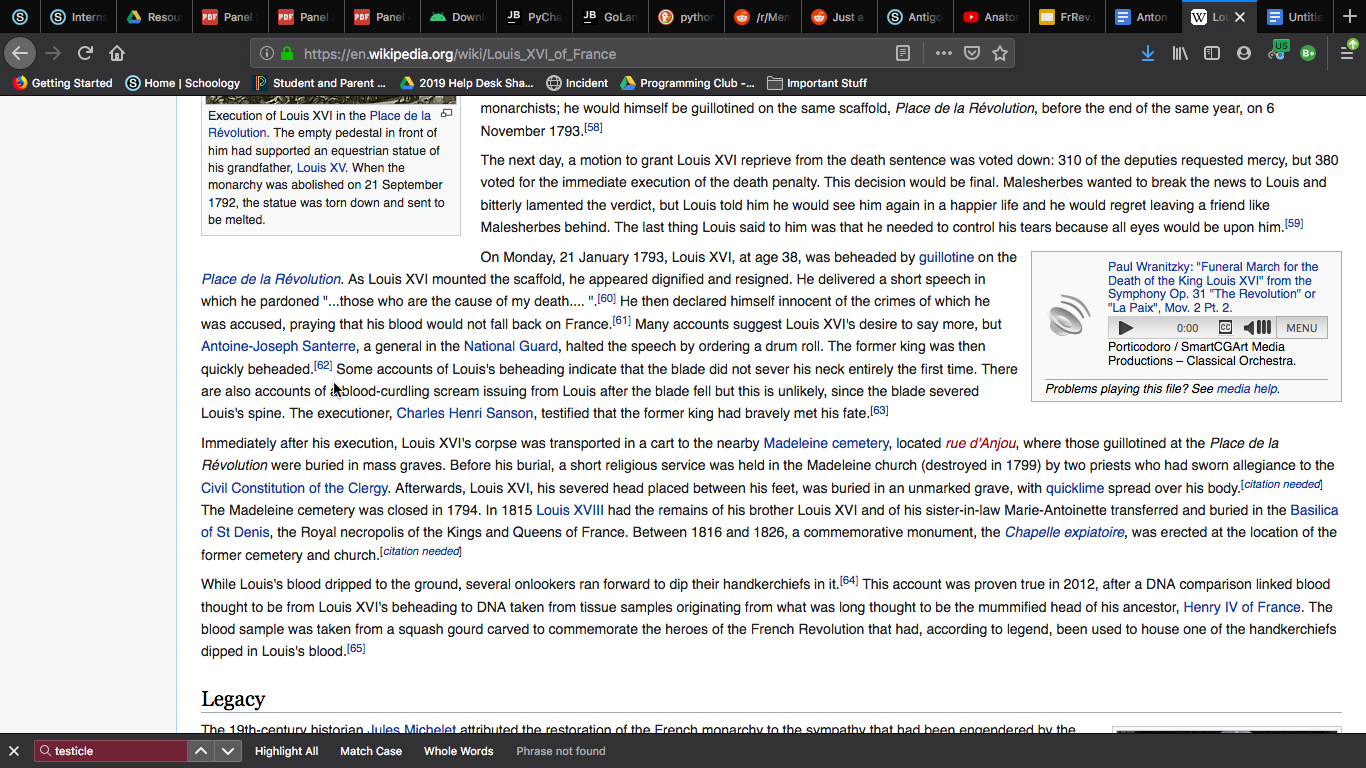 Interns
Resou
Panel
Panel
Panel
Downl
PyCha
GoLan
python
/r/Mem
Just a
Antigo
Anator
FrRev.
Anton
Lou
Untitle
https://en.wikipedia.org/wiki/Louis_XVI_of_France
US
B+
Getting Started
Home | Schoology
Student and Parent ...
2019 Help Desk Sha...
Incident
Programming Club -...
Important Stuff
Execution of Louis XVI in the Place de la
Révolution. The empty pedestal in front of
him had supported an equestrian statue of
his grandfather, Louis XV. When the
monarchy was abolished on 21 September
1792, the statue was torn down and sent to
be melted.
monarchists; he would himself be guillotined on the same scaffold, Place de la Révolution, before the end of the same year, on 6
November 1793.[58]
The next day, a motion to grant Louis XVI reprieve from the death sentence was voted down: 310 of the deputies requested mercy, but 380
voted for the immediate execution of the death penalty. This decision would be final. Malesherbes wanted to break the news to Louis and
bitterly lamented the verdict, but Louis told him he would see him again in a happier life and he would regret leaving a friend like
Malesherbes behind. The last thing Louis said to him was that he needed to control his tears because all eyes would be upon him.[59]
On Monday, 21 January 1793, Louis XVI, at age 38, was beheaded by guillotine on the
Place de la Révolution. As Louis XVI mounted the scaffold, he appeared dignified and resigned. He delivered a short speech in
which he pardoned "...those who are the cause of my death.... ".[60] He then declared himself innocent of the crimes of which he
was accused, praying that his blood would not fall back on France.[61] Many accounts suggest Louis XVI's desire to say more, but
Antoine-Joseph Santerre, a general in the National Guard, halted the speech by ordering a drum roll. The former king was then
quickly beheaded.[62] Some accounts of Louis's beheading indicate that the blade did not sever his neck entirely the first time. There
are also accounts of a blood-curdling scream issuing from Louis after the blade fell but this is unlikely, since the blade severed
Louis's spine. The executioner, Charles Henri Sanson, testified that the former king had bravely met his fate.[63]
Paul Wranitzky: "Funeral March for the
Death of the King Louis XVI" from the
Symphony Op. 31 "The Revolution" or
"La Paix", Mov. 2 Pt. 2.
0:00
CC
MENU
Porticodoro / SmartCGArt Media
Productions – Classical Orchestra.
Problems playing this file? See media help.
Immediately after his execution, Louis XVI's corpse was transported in a cart to the nearby Madeleine cemetery, located rue d'Anjou, where those guillotined at the Place de la
Révolution were buried in mass graves. Before his burial, a short religious service was held in the Madeleine church (destroyed in 1799) by two priests who had sworn allegiance to the
Civil Constitution of the Clergy. Afterwards, Louis XVI, his severed head placed between his feet, was buried in an unmarked grave, with quicklime spread over his body.[citation needed]
The Madeleine cemetery was closed in 1794. In 1815 Louis XVIII had the remains of his brother Louis XVI and of his sister-in-law Marie-Antoinette transferred and buried in the Basilica
of St Denis, the Royal necropolis of the Kings and Queens of France. Between 1816 and 1826, a commemorative monument, the Chapelle expiatoire, was erected at the location of the
former cemetery and church.[citation needed]
While Louis's blood dripped to the ground, several onlookers ran forward to dip their handkerchiefs in it.[64] This account was proven true in 2012, after a DNA comparison linked blood
thought to be from Louis XVI's beheading to DNA taken from tissue samples originating from what was long thought to be the mummified head of his ancestor, Henry IV of France. The
blood sample was taken from a squash gourd carved to commemorate the heroes of the French Revolution that had, according to legend, been used to house one of the handkerchiefs
dipped in Louis's blood.[65]
Legacy
The 19th-century historian Jules Michelet attributed the restoration of the French monarchy to the sympathy that had been engendered by the
testicle
Highlight All
Match Case
Whole Words
Phrase not found